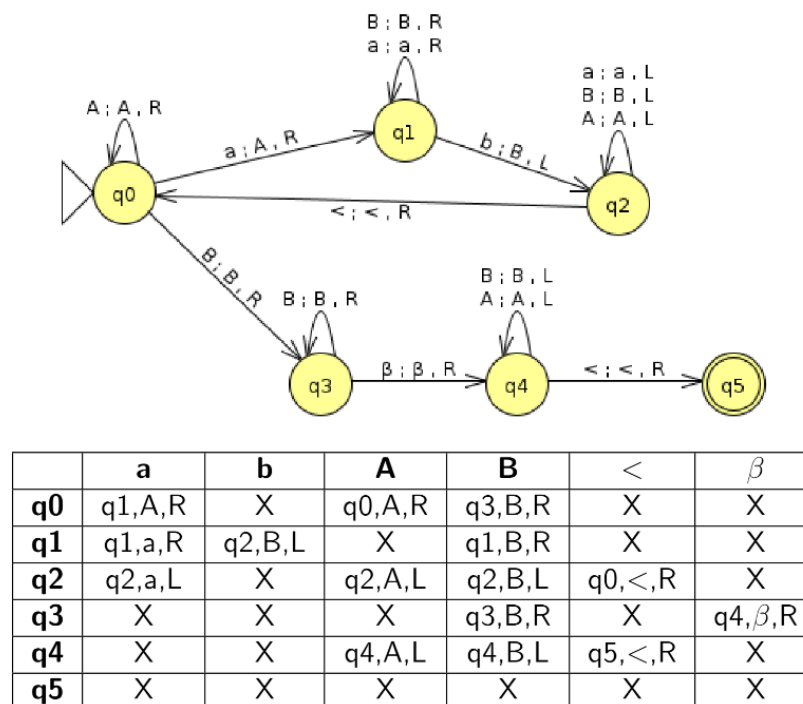 B ; B , R
a ; a , R
a ; a , L
B ; B , L
A ; A , L
A ; A , R
a ; A , R
q1
b ; B , L
q0
< ; < , R
q2
B ; B , R
B ; B , R
B ; B , L
A ; A , L
q3
β ; β , R
q4
< ; < , R
q5
a b A B < β
q0 q1,A,R X q0,A,R q3,B,R X X
q1 q1,a,R q2,B,L X q1,B,R X X
q2 q2,a,L X q2,A,L q2,B,L q0,<,R X
q3 X X X q3,B,R X q4,β,R
q4 X X q4,A,L q4,B,L q5,<,R X
q5 X X X X X X